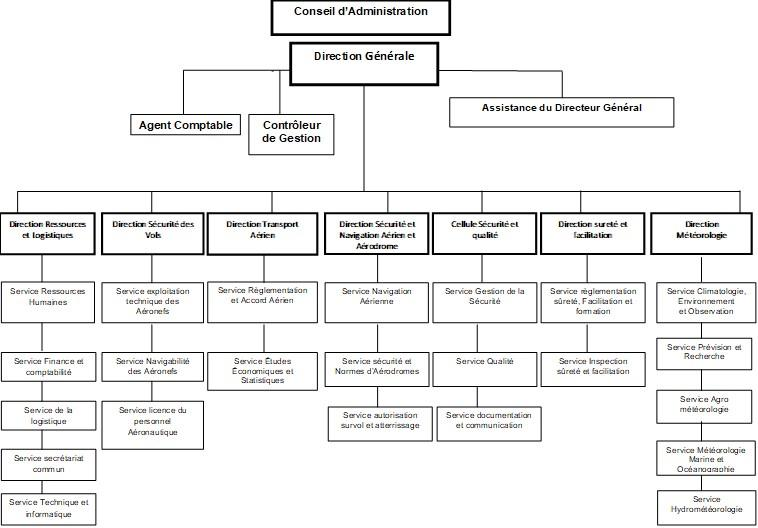 Conseil d'Administration
Direction Générale
Assistance du Directeur Général
Agent Comptable
Contrôleur
de Gestion
Direction Ressources
et logistiques
Direction Sécurité des
Vols
Direction Transport
Aérien
Direction Sécurité et
Navigation Aérien et
Aérodrome
Cellule Sécurité et
qualité
Direction sureté et
facilitation
Direction
Météorologie
Service Ressources
Humaines
Service exploitation
technique des
Aéronefs
Service Règlementation
et Accord Aérien
Service Navigation
Aérienne
Service Gestion de la
Sécurité
Service réglementation
sûreté, Facilitation et
formation
Service Climatologie,
Environnement
et Observation
Service Finance et
comptabilité
Service Navigabilité
des Aéronefs
Service Études
Économiques et
Statistiques
Service sécurité et
Normes d'Aérodromes
Service Qualité
Service Inspection
sûreté et facilitation
Service Prévision et
Recherche
Service de la
logistique
Service licence du
personnel
Aéronautique
Service autorisation
survol et atterrissage
Service documentation
et communication
Service Agro
météorologie
Service secrétariat
commun
Service Météorologie
Marine et
Océanographie
Service Technique et
informatique
Service
Hydrométéorologie